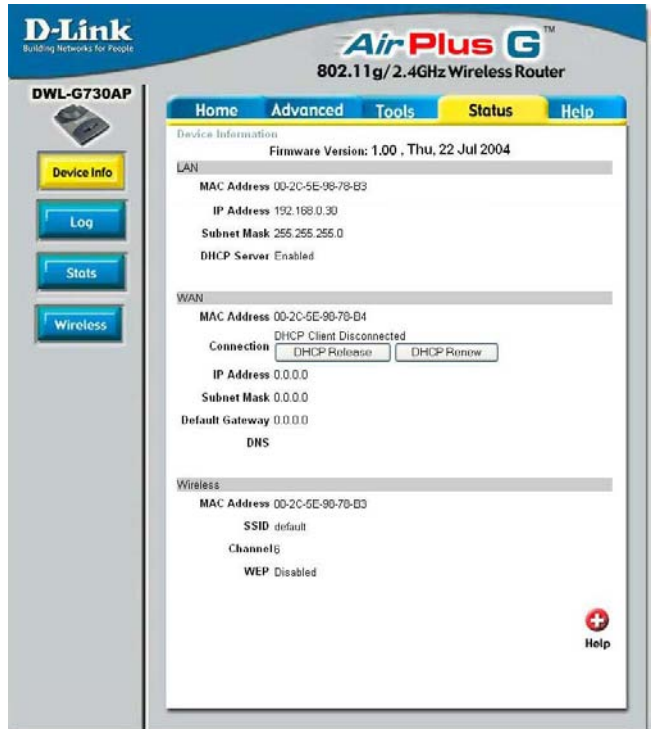 D-Link
Building Networks for People
AirPlus G™
802.11g/2.4GHz Wireless Router
DWL-G730AP
Home Advanced Tools Status Help
Device Info
Log
Stats
Wireless
Device Information
Firmware Version: 1.00 , Thu, 22 Jul 2004
LAN
MAC Address 00-2C-5E-98-78-B3
IP Address 192.168.0.30
Subnet Mask 255.255.255.0
DHCP Server Enabled
WAN
MAC Address 00-2C-5E-98-78-B4
DHCP Client Disconnected
Connection DHCP Release DHCP Renew
IP Address 0.0.0.0
Subnet Mask 0.0.0.0
Default Gateway 0.0.0.0
DNS
Wireless
MAC Address 00-2C-5E-98-78-B3
SSID default
Channel 6
WEP Disabled
Help